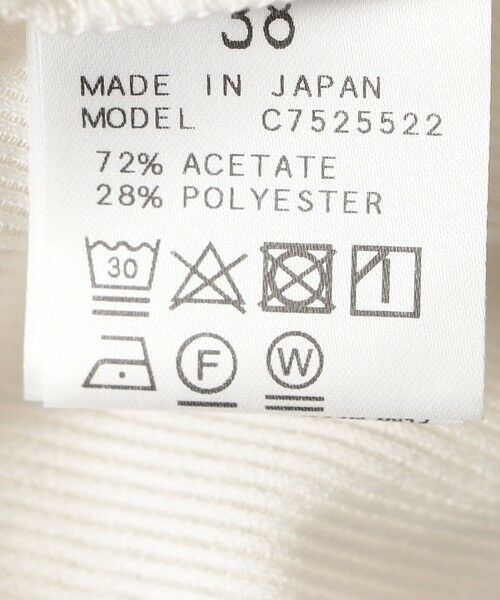 38
MADE IN JAPAN
MODEL C7525522
72% ACETATE
28% POLYESTER
30
F W